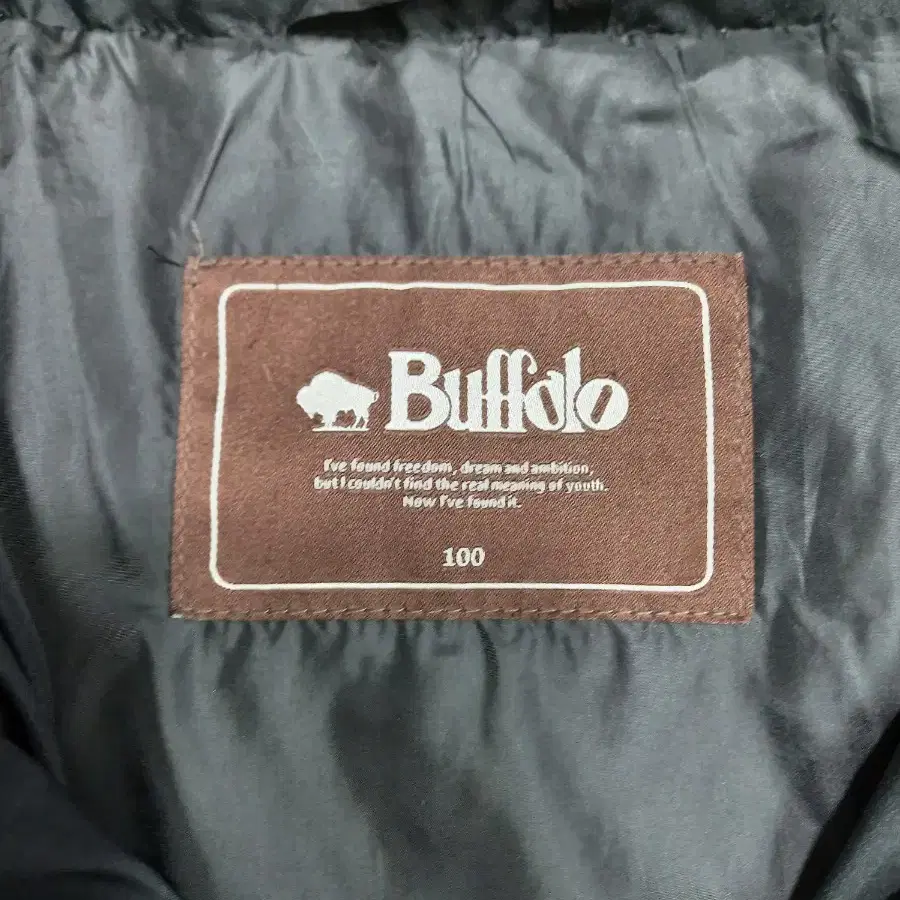 Buffalo
I've found freedom, dream and ambition,
but I couldn't find the real meaning of youth.
Now I've found it.
100